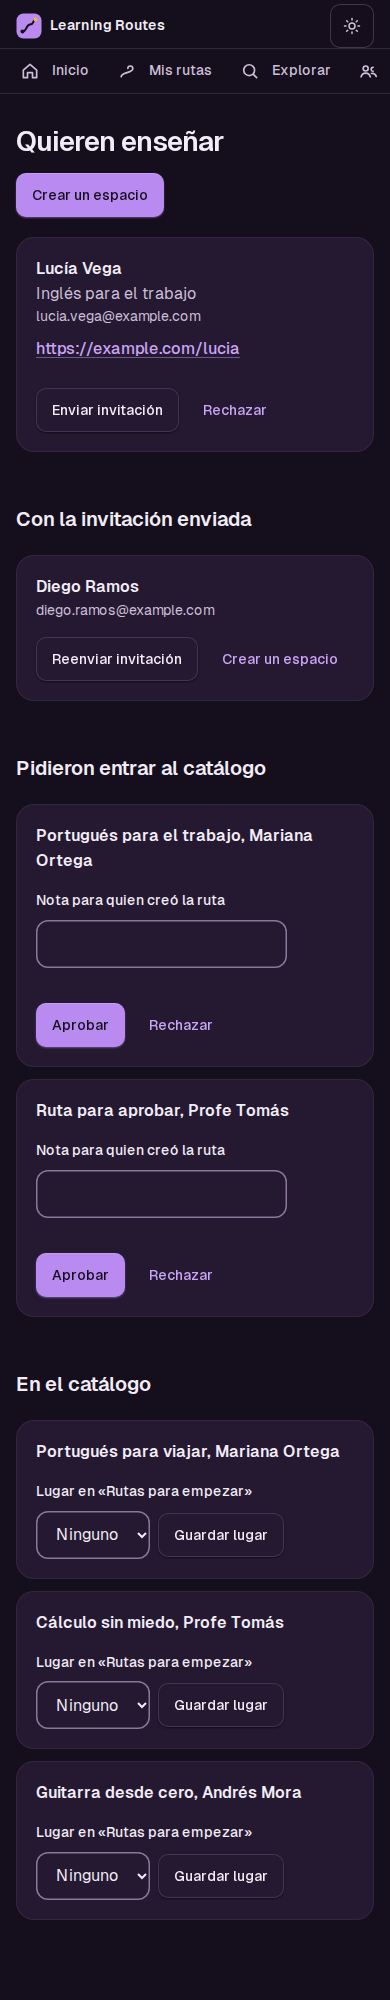 Learning Routes
Inicio
Mis rutas
Explorar
Quieren enseñar
Crear un espacio
Lucía Vega
Inglés para el trabajo
lucia.vega@example.com
https://example.com/lucia
Enviar invitación
Rechazar
Con la invitación enviada
Diego Ramos
diego.ramos@example.com
Reenviar invitación
Crear un espacio
Pidieron entrar al catálogo
Portugués para el trabajo, Mariana
Ortega
Nota para quien creó la ruta
Aprobar
Rechazar
Ruta para aprobar, Profe Tomás
Nota para quien creó la ruta
Aprobar
Rechazar
En el catálogo
Portugués para viajar, Mariana Ortega
Lugar en «Rutas para empezar»
Ninguno
Guardar lugar
Cálculo sin miedo, Profe Tomás
Lugar en «Rutas para empezar»
Ninguno
Guardar lugar
Guitarra desde cero, Andrés Mora
Lugar en «Rutas para empezar»
Ninguno
Guardar lugar